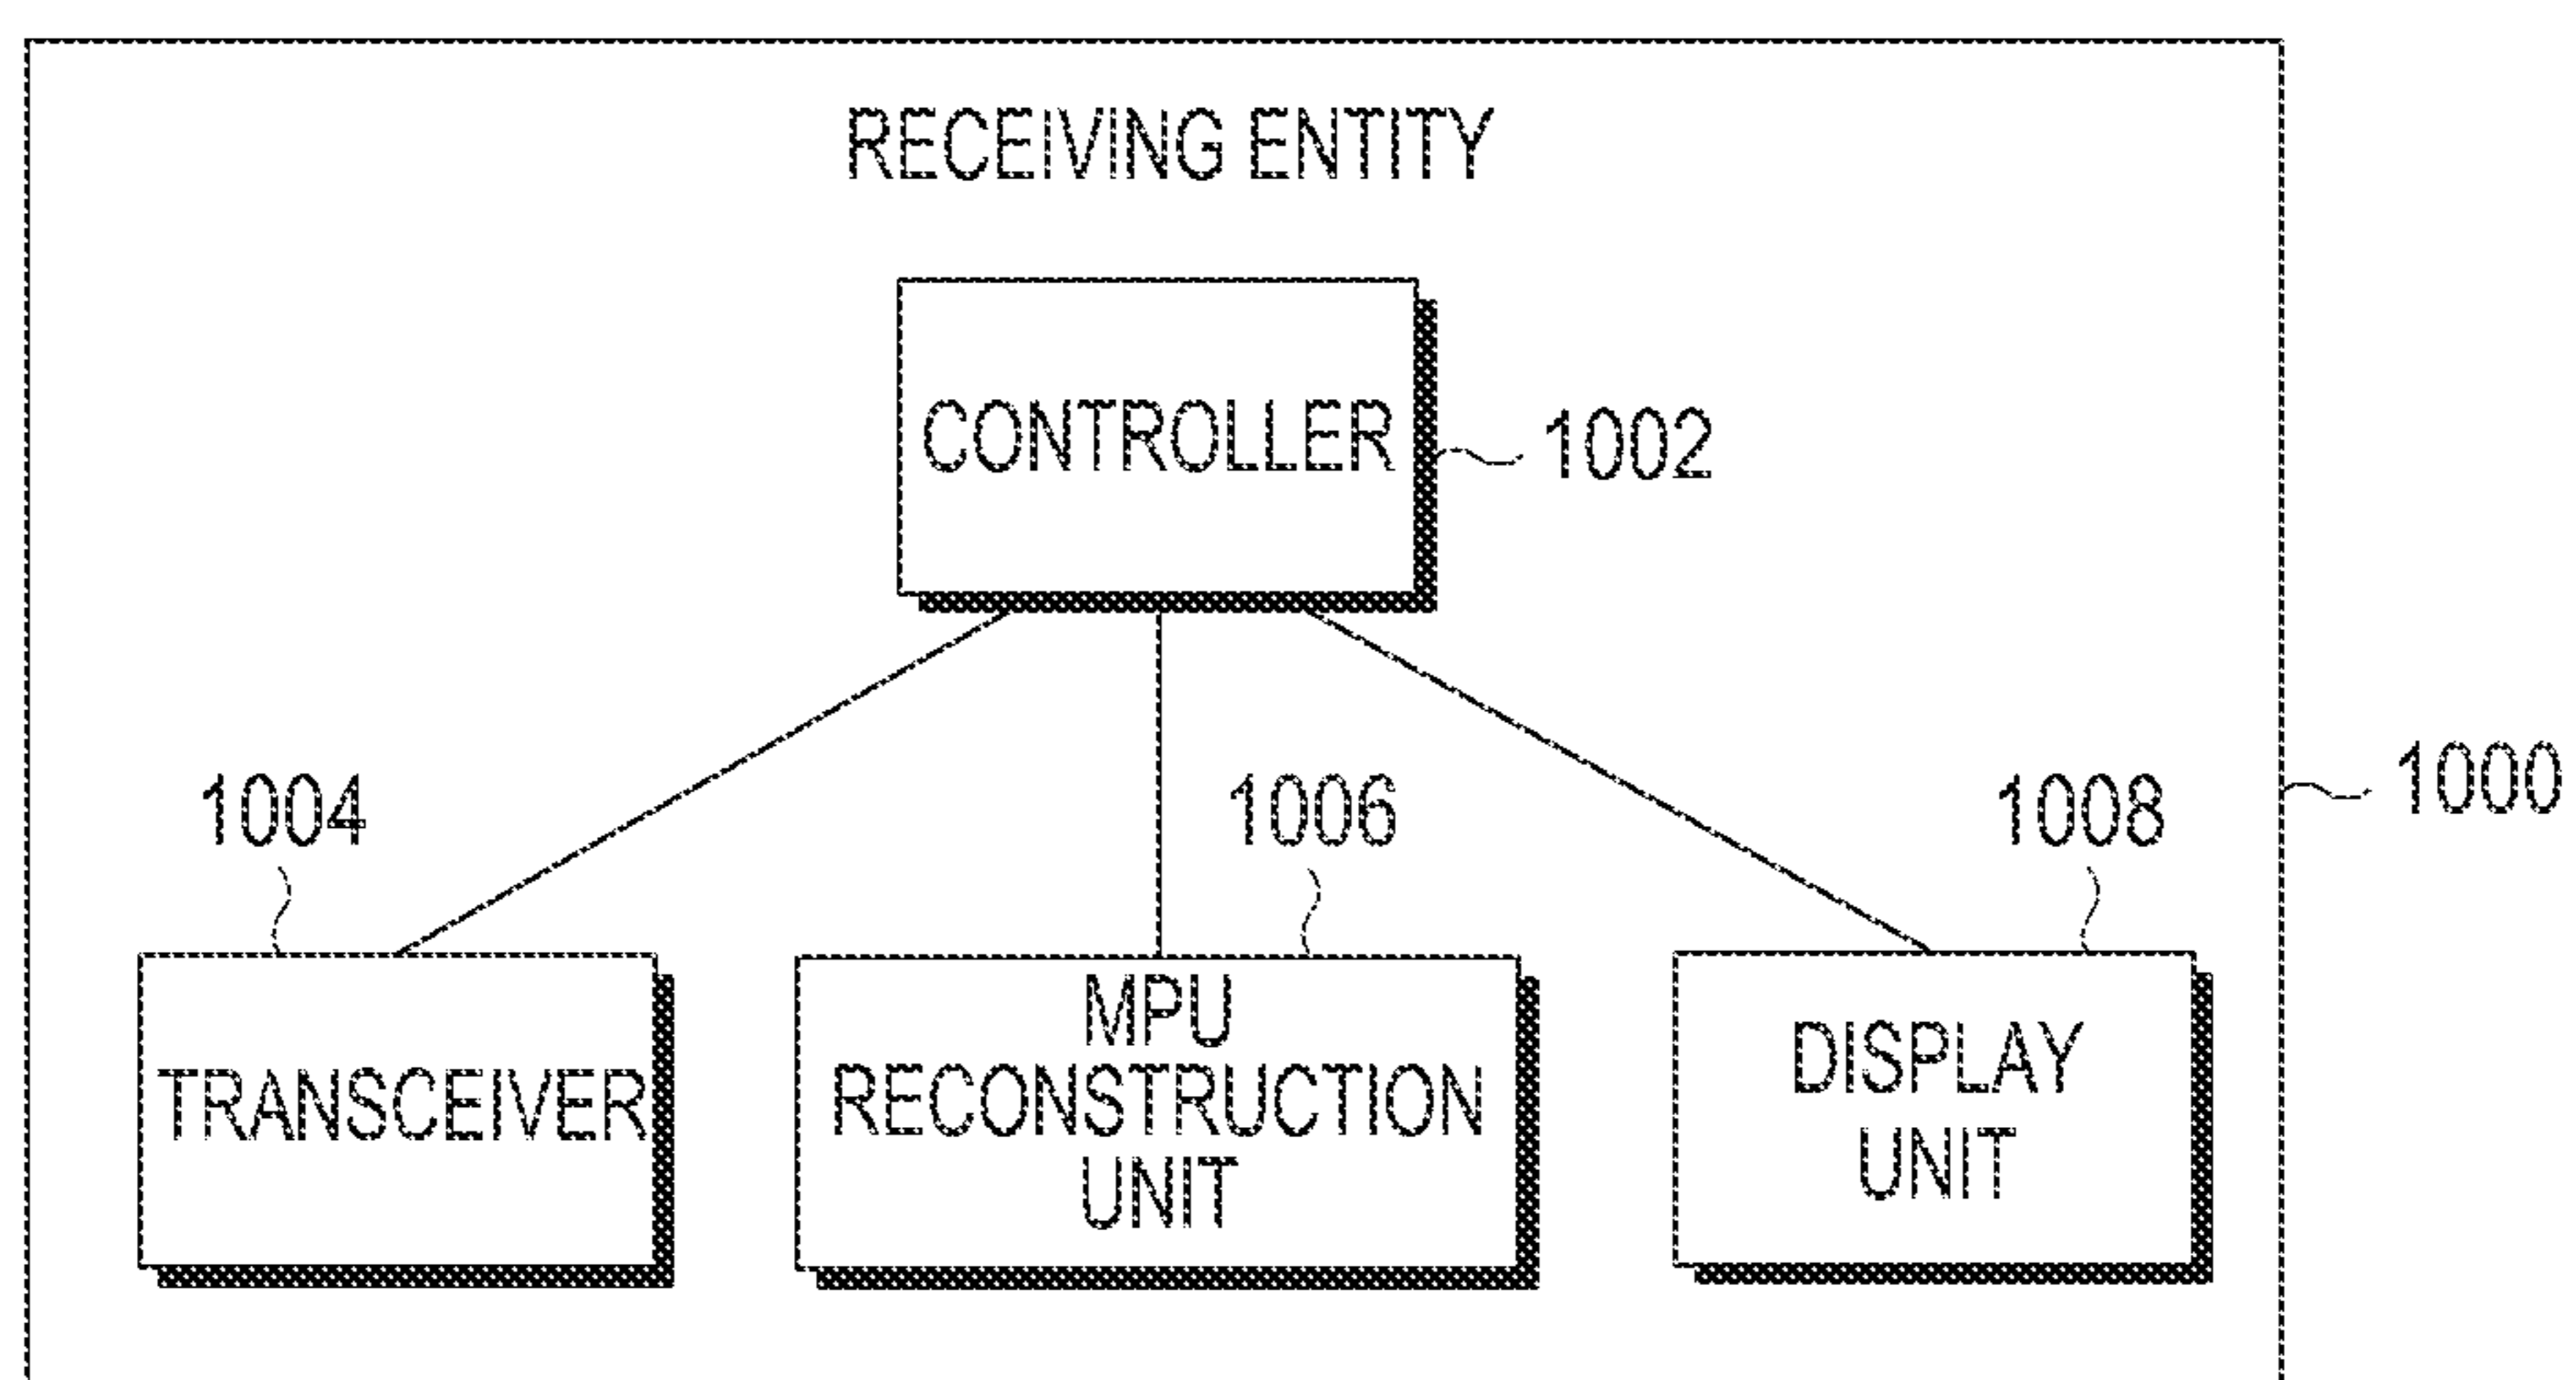 RECEIVING ENTITY
CONTROLLER
1002
1000
1004
1006
1008
TRANSCEIVER
MPU
RECONSTRUCTION
UNIT
DISPLAY
UNIT